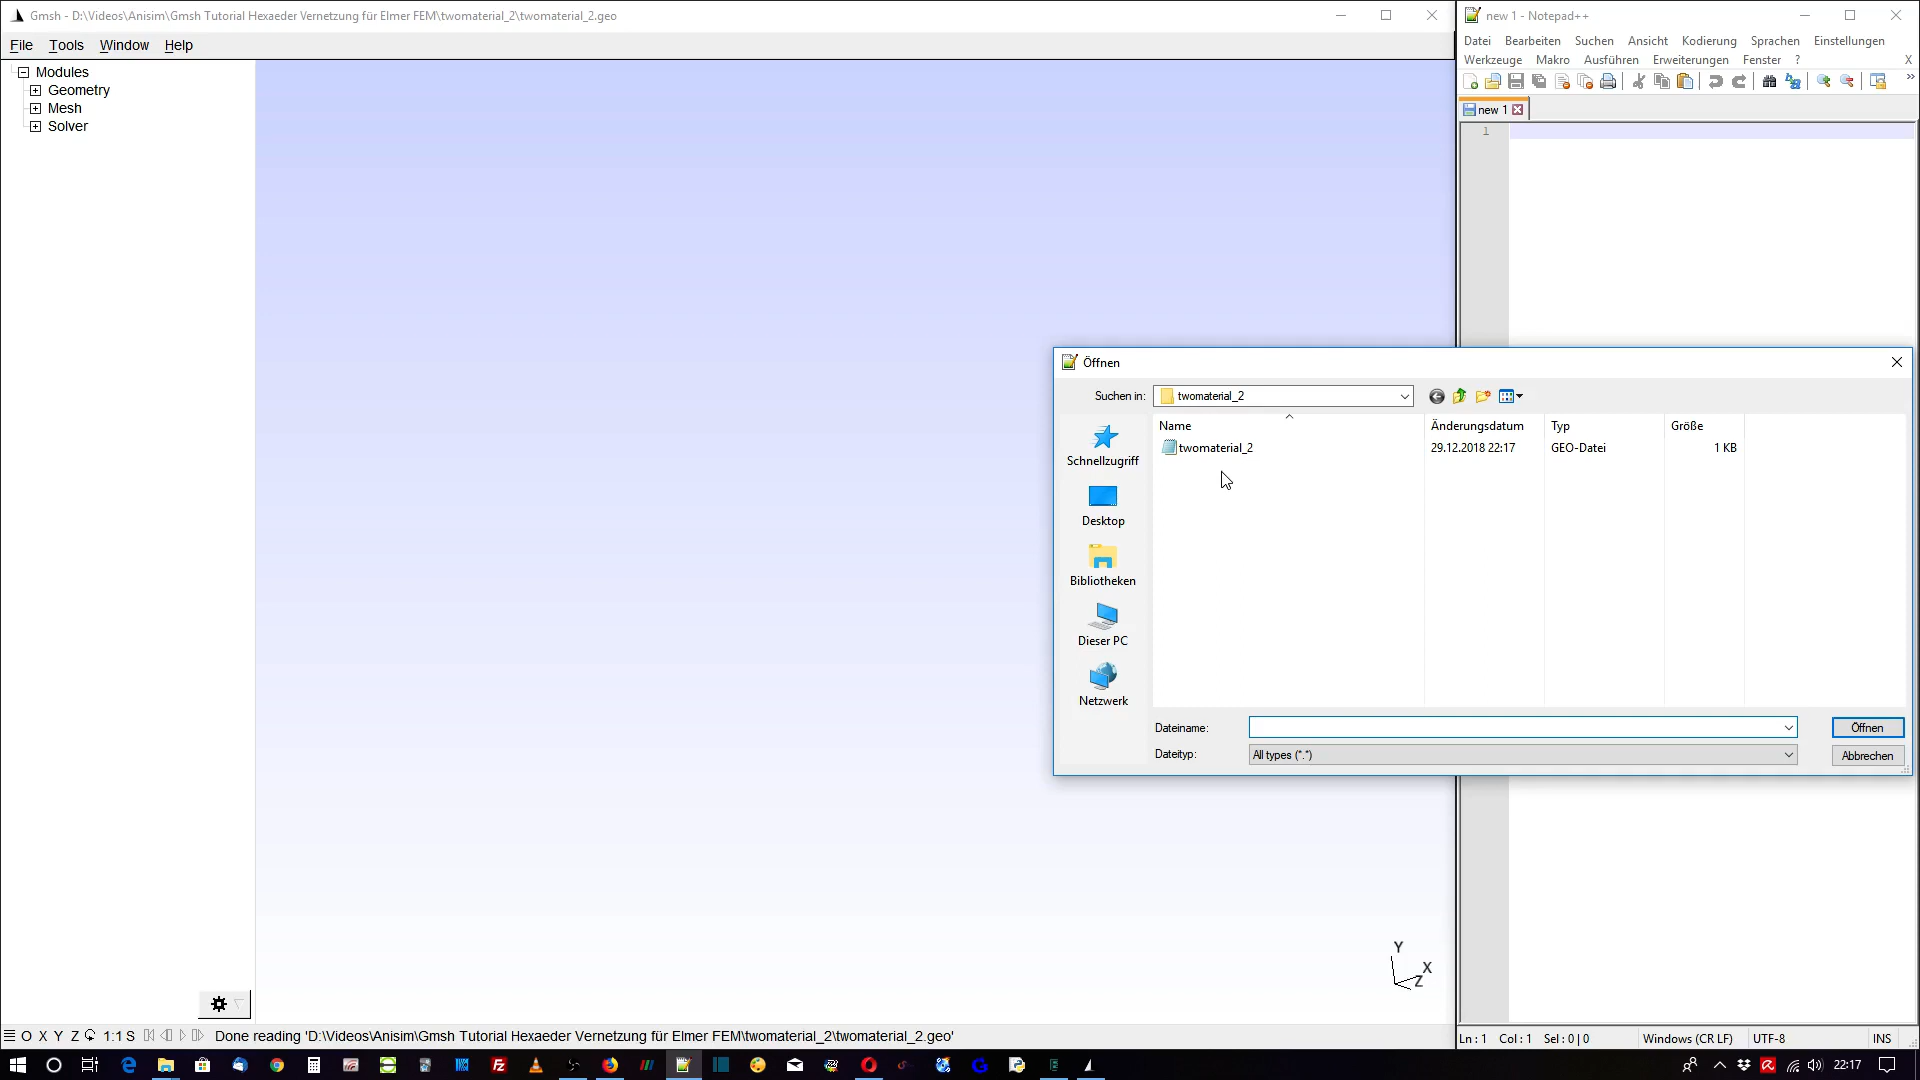 Gmsh - D:\Videos\Anisim\Gmsh Tutorial Hexaeder Vernetzung für Elmer FEM\twomaterial_2\twomaterial_2.geo
File Tools Window Help
Modules
Geometry
Mesh
Solver
new 1 - Notepad++
Datei Bearbeiten Suchen Ansicht Kodierung Sprachen Einstellungen
Werkzeuge Makro Ausführen Erweiterungen Fenster ? X
new 1
1
Öffnen
Suchen in: twomaterial_2
Name Änderungsdatum Typ Größe
twomaterial_2 29.12.2018 22:17 GEO-Datei 1 KB
Schnellzugriff
Desktop
Bibliotheken
Dieser PC
Netzwerk
Dateiname: Öffnen
Dateityp: All types (*.*) Abbrechen
Y
X
Z
O X Y Z 1:1 S Done reading 'D:\Videos\Anisim\Gmsh Tutorial Hexaeder Vernetzung für Elmer FEM\twomaterial_2\twomaterial_2.geo'
Ln : 1 Col : 1 Sel : 0 | 0 Windows (CR LF) UTF-8 INS
22:17